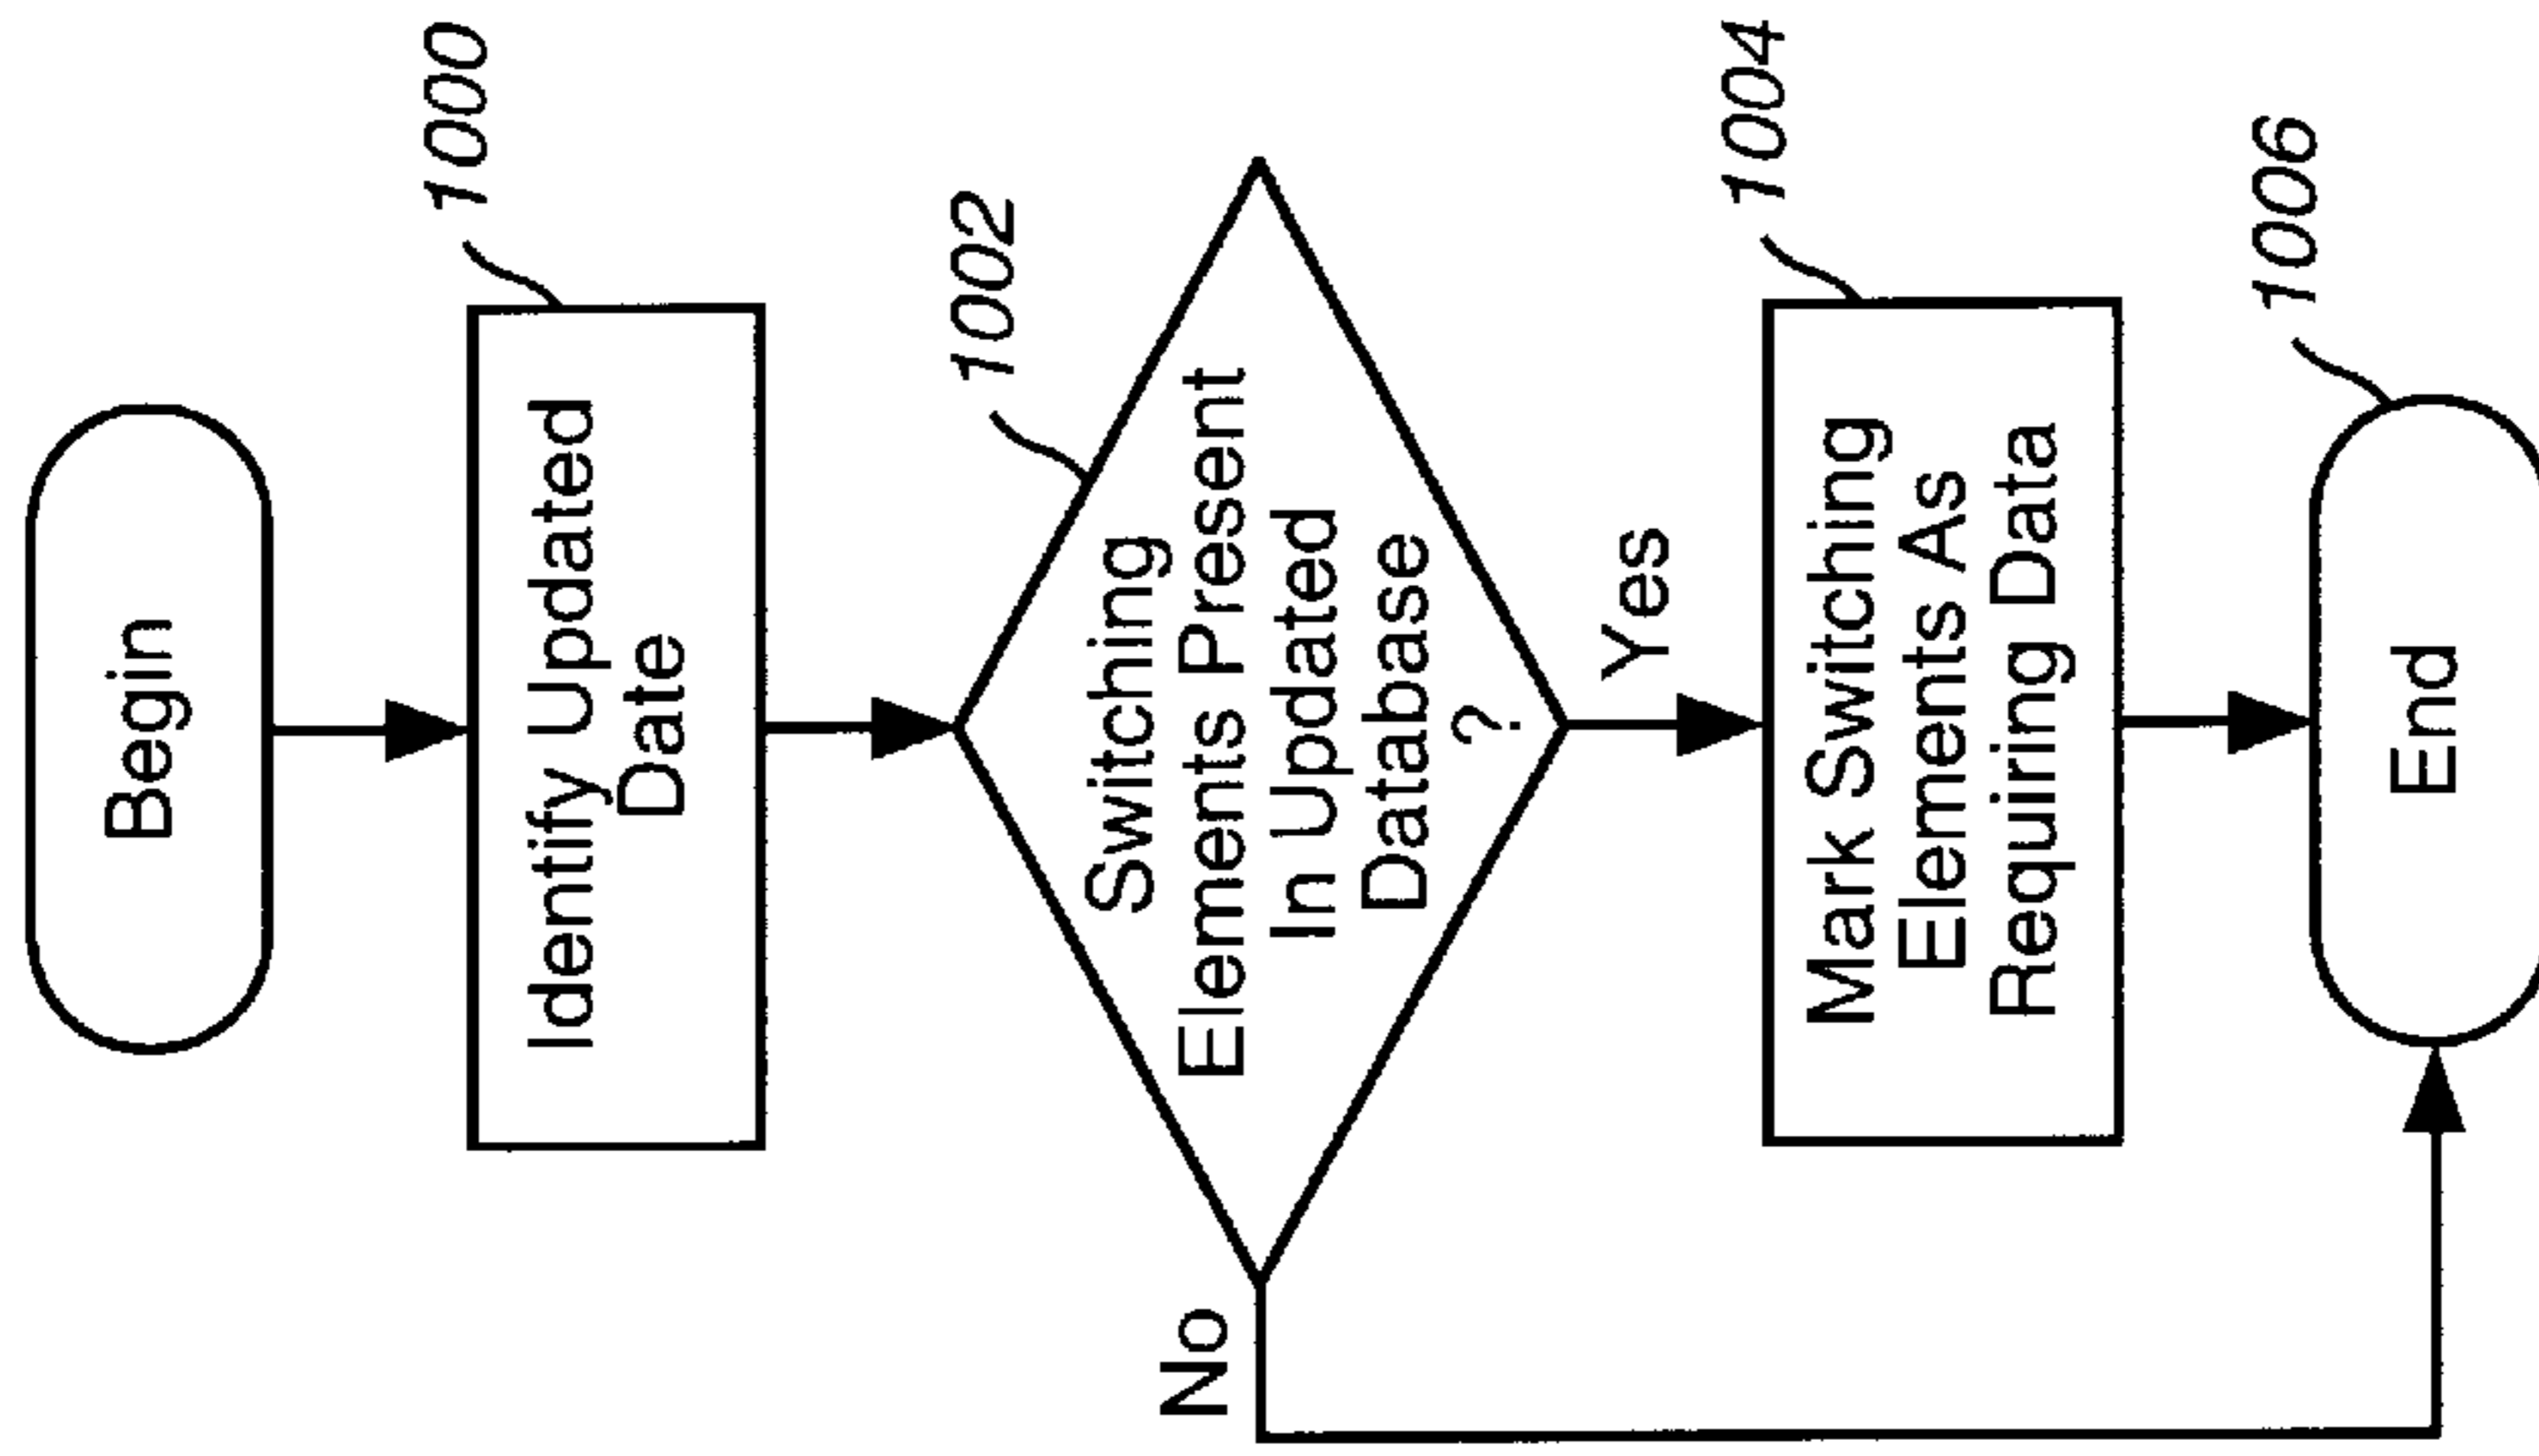 Begin
1000
Identify Updated
Date
1002
Switching
Elements Present
In Updated
Database
?
No
Yes
1004
Mark Switching
Elements As
Requiring Data
1006
End